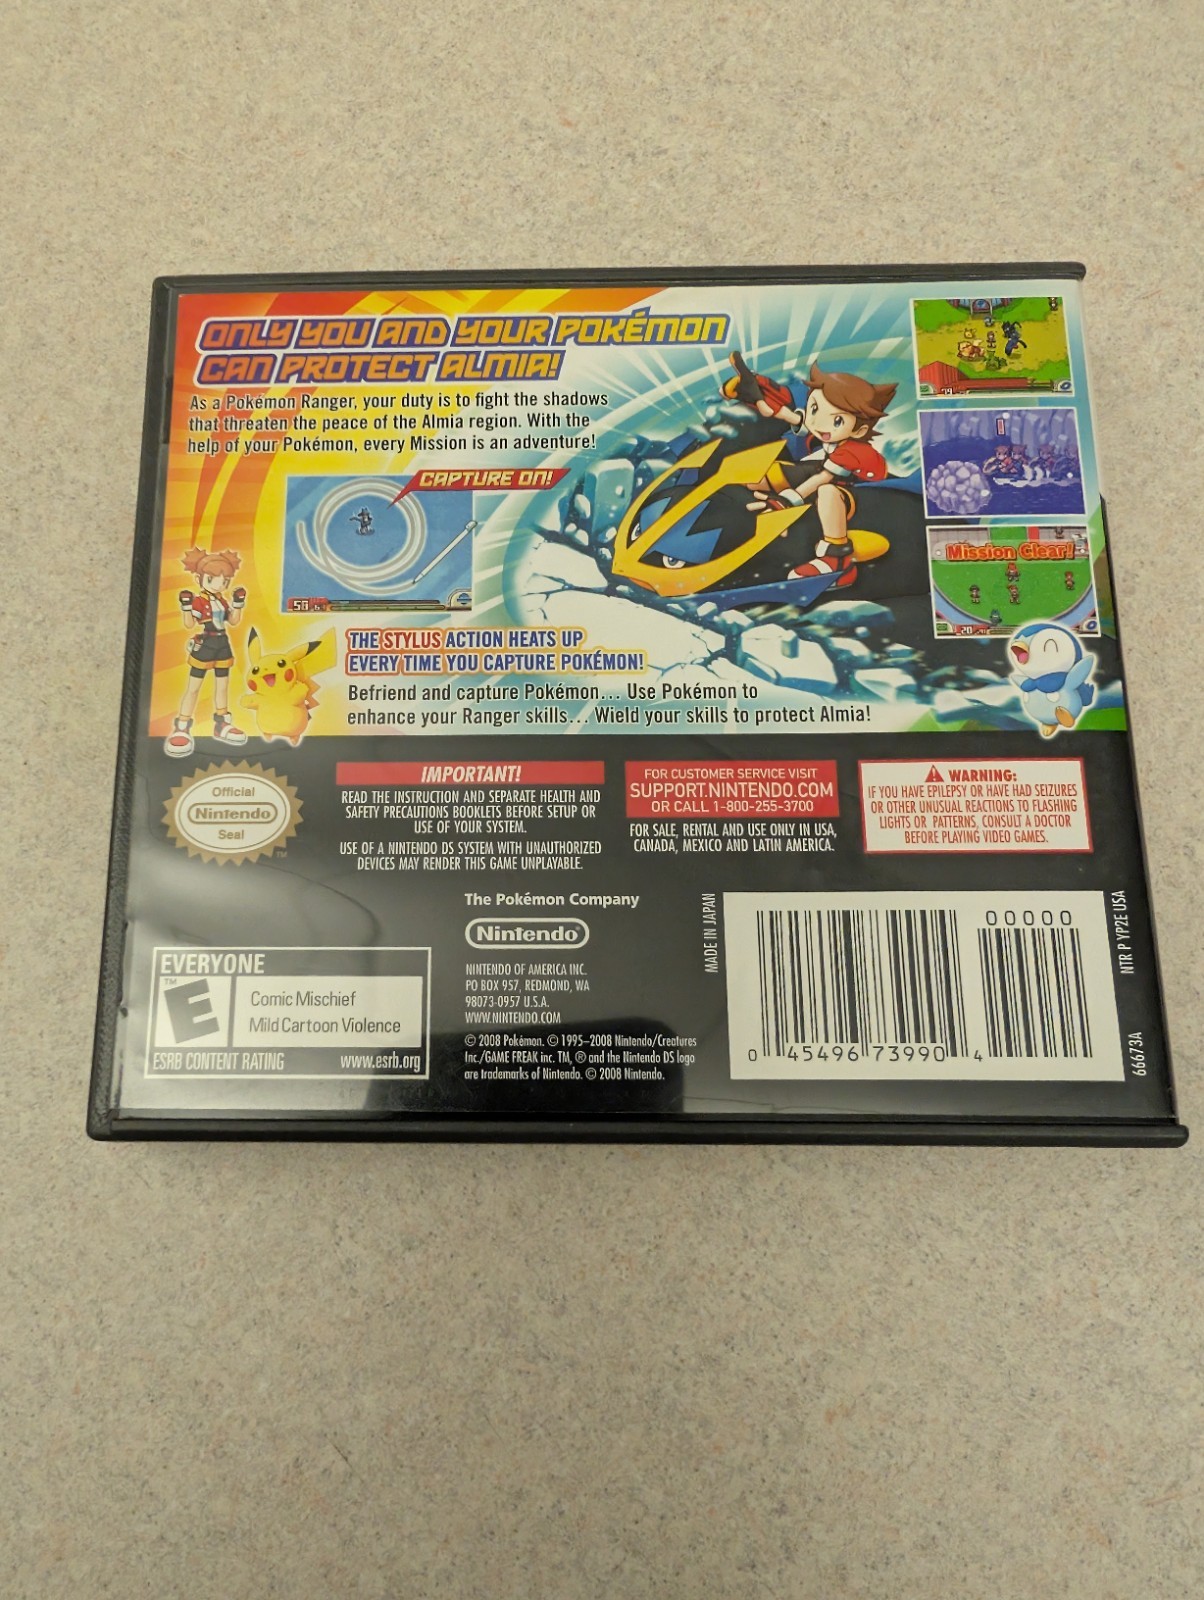 ONLY YOU AND YOUR POKÉMON
CAN PROTECT ALMIA!
As a Pokémon Ranger, your duty is to fight the shadows
that threaten the peace of the Almia region. With the
help of your Pokémon, every Mission is an adventure!
CAPTURE ON!
58
79
Mission Clear!
20
THE STYLUS ACTION HEATS UP
EVERY TIME YOU CAPTURE POKÉMON!
Befriend and capture Pokémon... Use Pokémon to
enhance your Ranger skills... Wield your skills to protect Almia!
Official
Nintendo
Seal
TM
IMPORTANT!
READ THE INSTRUCTION AND SEPARATE HEALTH AND
SAFETY PRECAUTIONS BOOKLETS BEFORE SETUP OR
USE OF YOUR SYSTEM.
USE OF A NINTENDO DS SYSTEM WITH UNAUTHORIZED
DEVICES MAY RENDER THIS GAME UNPLAYABLE.
FOR CUSTOMER SERVICE VISIT
SUPPORT.NINTENDO.COM
OR CALL 1-800-255-3700
FOR SALE, RENTAL AND USE ONLY IN USA,
CANADA, MEXICO AND LATIN AMERICA.
WARNING:
IF YOU HAVE EPILEPSY OR HAVE HAD SEIZURES
OR OTHER UNUSUAL REACTIONS TO FLASHING
LIGHTS OR PATTERNS, CONSULT A DOCTOR
BEFORE PLAYING VIDEO GAMES.
EVERYONE
TM
E
Comic Mischief
Mild Cartoon Violence
ESRB CONTENT RATING www.esrb.org
The Pokémon Company
Nintendo®
NINTENDO OF AMERICA INC.
PO BOX 957, REDMOND, WA
98073-0957 U.S.A.
WWW.NINTENDO.COM
© 2008 Pokémon. © 1995–2008 Nintendo/Creatures
Inc./GAME FREAK inc. TM, ® and the Nintendo DS logo
are trademarks of Nintendo. © 2008 Nintendo.
MADE IN JAPAN
00000
0 45496 73990 4
NTR P YP2E USA
66673A